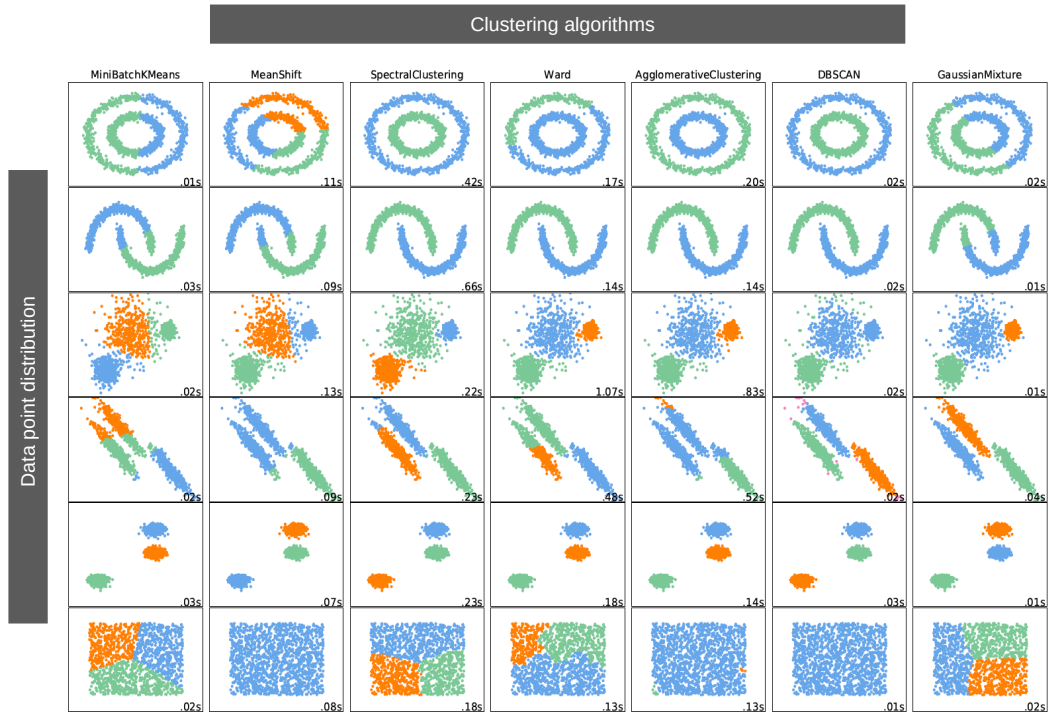 Clustering algorithms
MiniBatchKMeans MeanShift SpectralClustering Ward AgglomerativeClustering DBSCAN GaussianMixture
.01s .11s .42s .17s .20s .02s .02s
.03s .09s .66s .14s .14s .02s .01s
.02s .13s .22s 1.07s .83s .02s .01s
.02s .09s .23s .48s .52s .02s .04s
.03s .07s .23s .18s .14s .03s .01s
.02s .08s .18s .13s .13s .01s .02s
Data point distribution